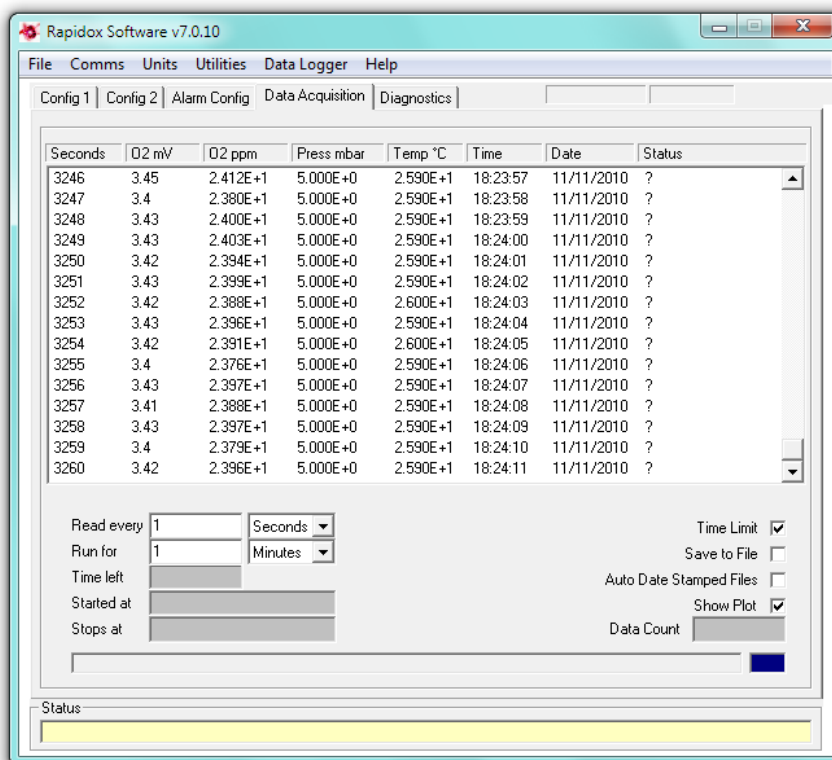 Rapidox Software v7.0.10
File Comms Units Utilities Data Logger Help
Config 1 Config 2 Alarm Config Data Acquisition Diagnostics
Seconds O2 mV O2 ppm Press mbar Temp °C Time Date Status
3246 3.45 2.412E+1 5.000E+0 2.590E+1 18:23:57 11/11/2010 ?
3247 3.4 2.380E+1 5.000E+0 2.590E+1 18:23:58 11/11/2010 ?
3248 3.43 2.400E+1 5.000E+0 2.590E+1 18:23:59 11/11/2010 ?
3249 3.43 2.403E+1 5.000E+0 2.590E+1 18:24:00 11/11/2010 ?
3250 3.42 2.394E+1 5.000E+0 2.590E+1 18:24:01 11/11/2010 ?
3251 3.43 2.399E+1 5.000E+0 2.590E+1 18:24:02 11/11/2010 ?
3252 3.42 2.388E+1 5.000E+0 2.600E+1 18:24:03 11/11/2010 ?
3253 3.43 2.396E+1 5.000E+0 2.590E+1 18:24:04 11/11/2010 ?
3254 3.42 2.391E+1 5.000E+0 2.600E+1 18:24:05 11/11/2010 ?
3255 3.4 2.376E+1 5.000E+0 2.590E+1 18:24:06 11/11/2010 ?
3256 3.43 2.397E+1 5.000E+0 2.590E+1 18:24:07 11/11/2010 ?
3257 3.41 2.388E+1 5.000E+0 2.590E+1 18:24:08 11/11/2010 ?
3258 3.43 2.397E+1 5.000E+0 2.590E+1 18:24:09 11/11/2010 ?
3259 3.4 2.379E+1 5.000E+0 2.590E+1 18:24:10 11/11/2010 ?
3260 3.42 2.396E+1 5.000E+0 2.590E+1 18:24:11 11/11/2010 ?
Read every 1 Seconds Time Limit
Run for 1 Minutes Save to File
Time left Auto Date Stamped Files
Started at Show Plot
Stops at Data Count
Status